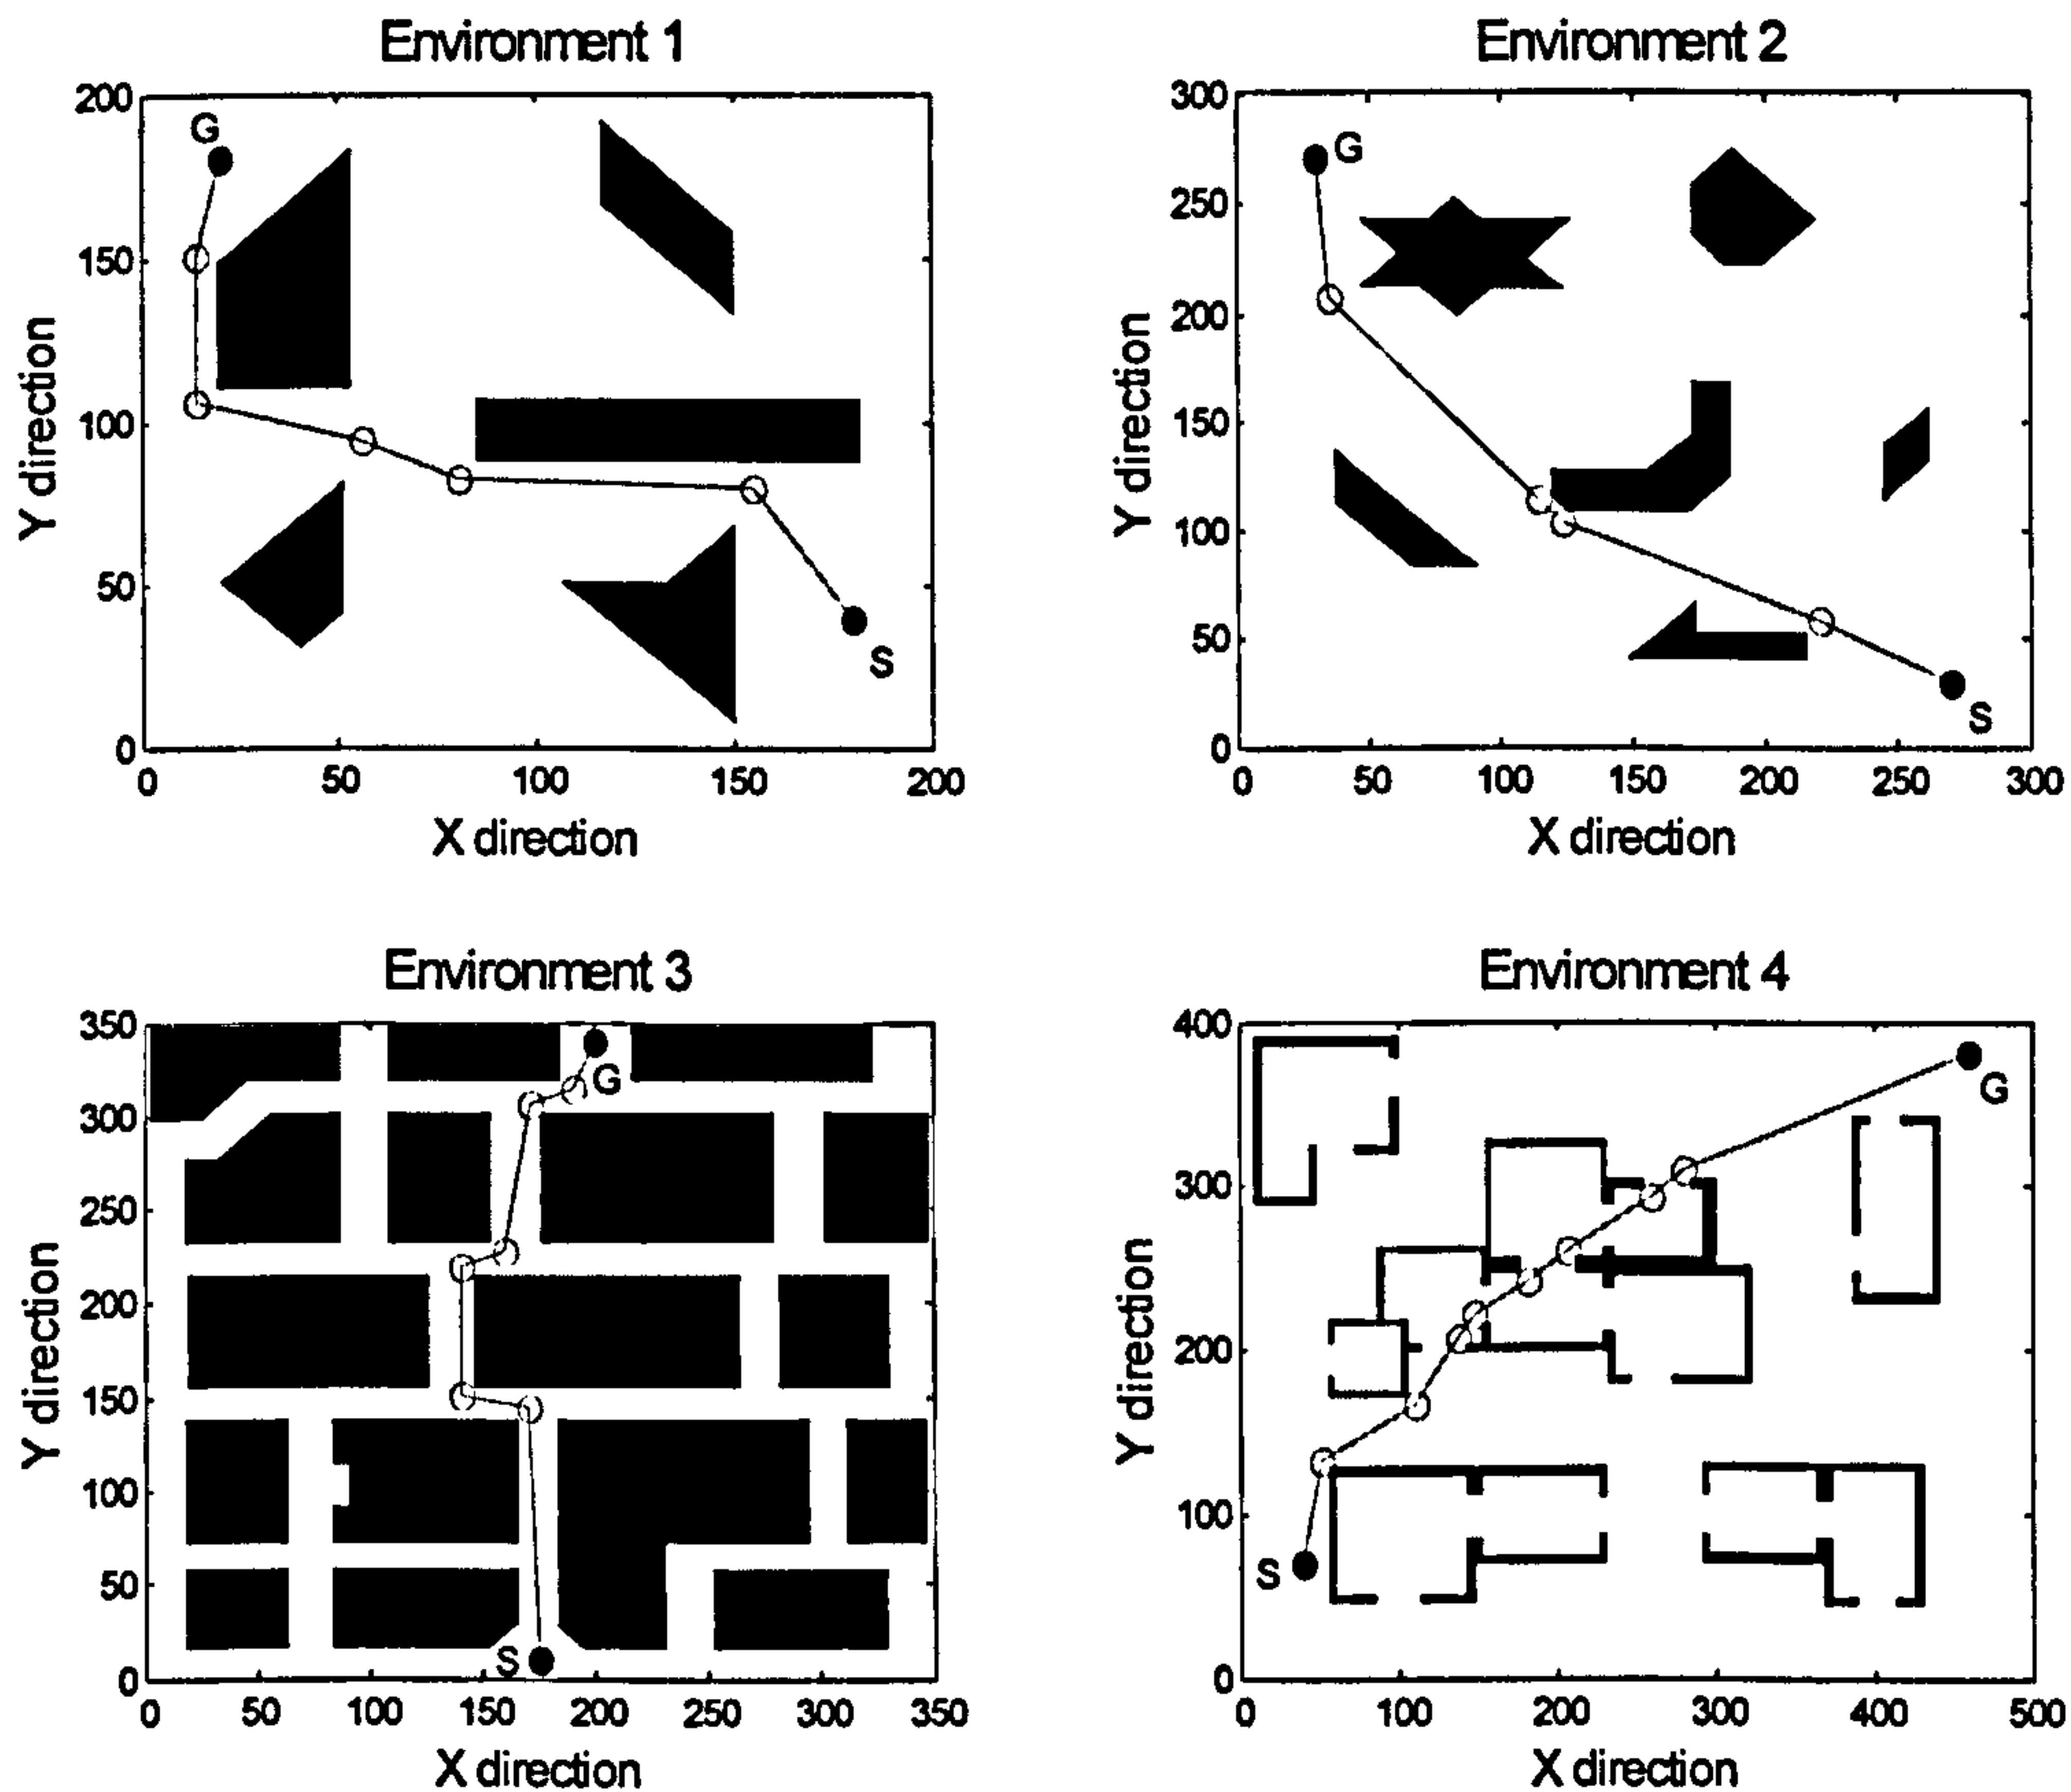 Environment 1
200
150
100
50
0
Y direction
G
S
0 50 100 150 200
X direction
Environment 2
300
250
200
150
100
50
0
Y direction
G
S
0 50 100 150 200 250 300
X direction
Environment 3
350
300
250
200
150
100
50
0
Y direction
G
S
0 50 100 150 200 250 300 350
X direction
Environment 4
400
300
200
100
0
Y direction
G
S
0 100 200 300 400 500
X direction